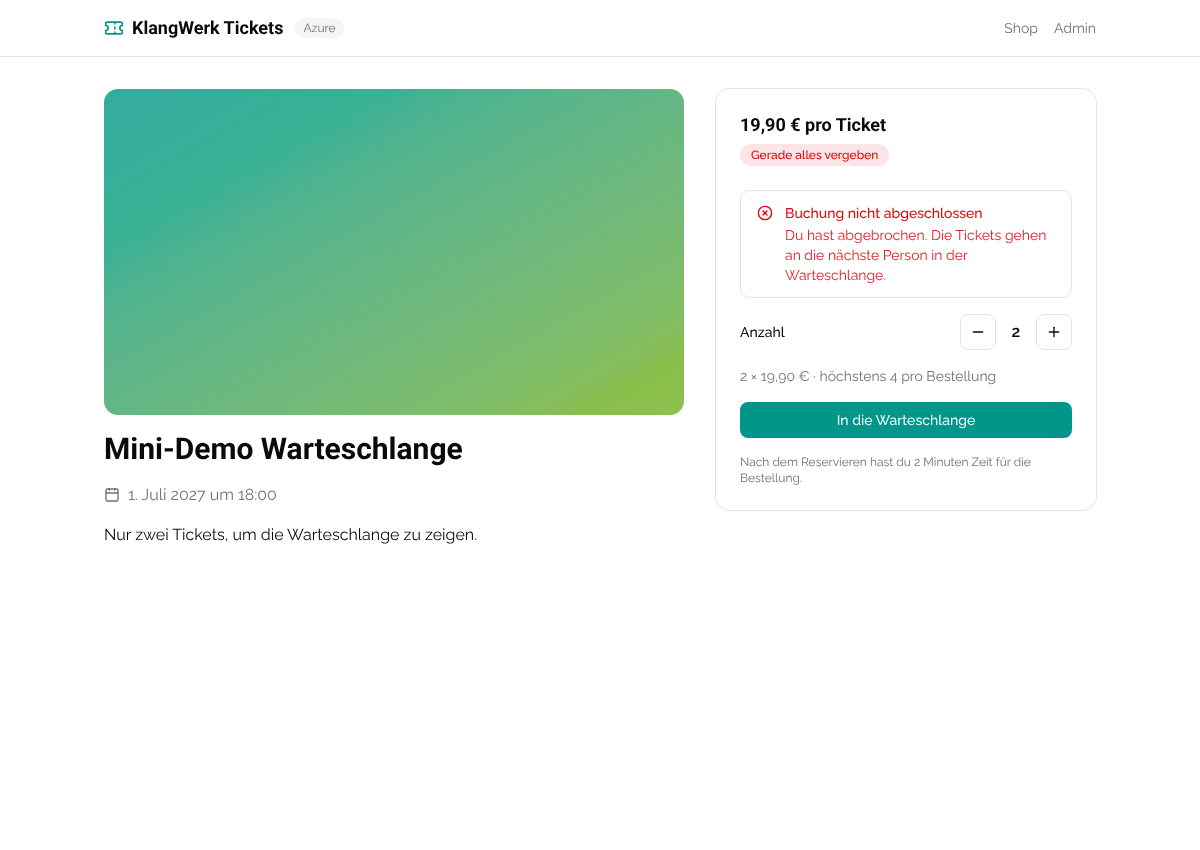 KlangWerk Tickets Azure Shop Admin
19,90 € pro Ticket
Gerade alles vergeben
Buchung nicht abgeschlossen
Du hast abgebrochen. Die Tickets gehen
an die nächste Person in der
Warteschlange.
Anzahl 2
2 × 19,90 € · höchstens 4 pro Bestellung
In die Warteschlange
Nach dem Reservieren hast du 2 Minuten Zeit für die
Bestellung.
Mini-Demo Warteschlange
1. Juli 2027 um 18:00
Nur zwei Tickets, um die Warteschlange zu zeigen.